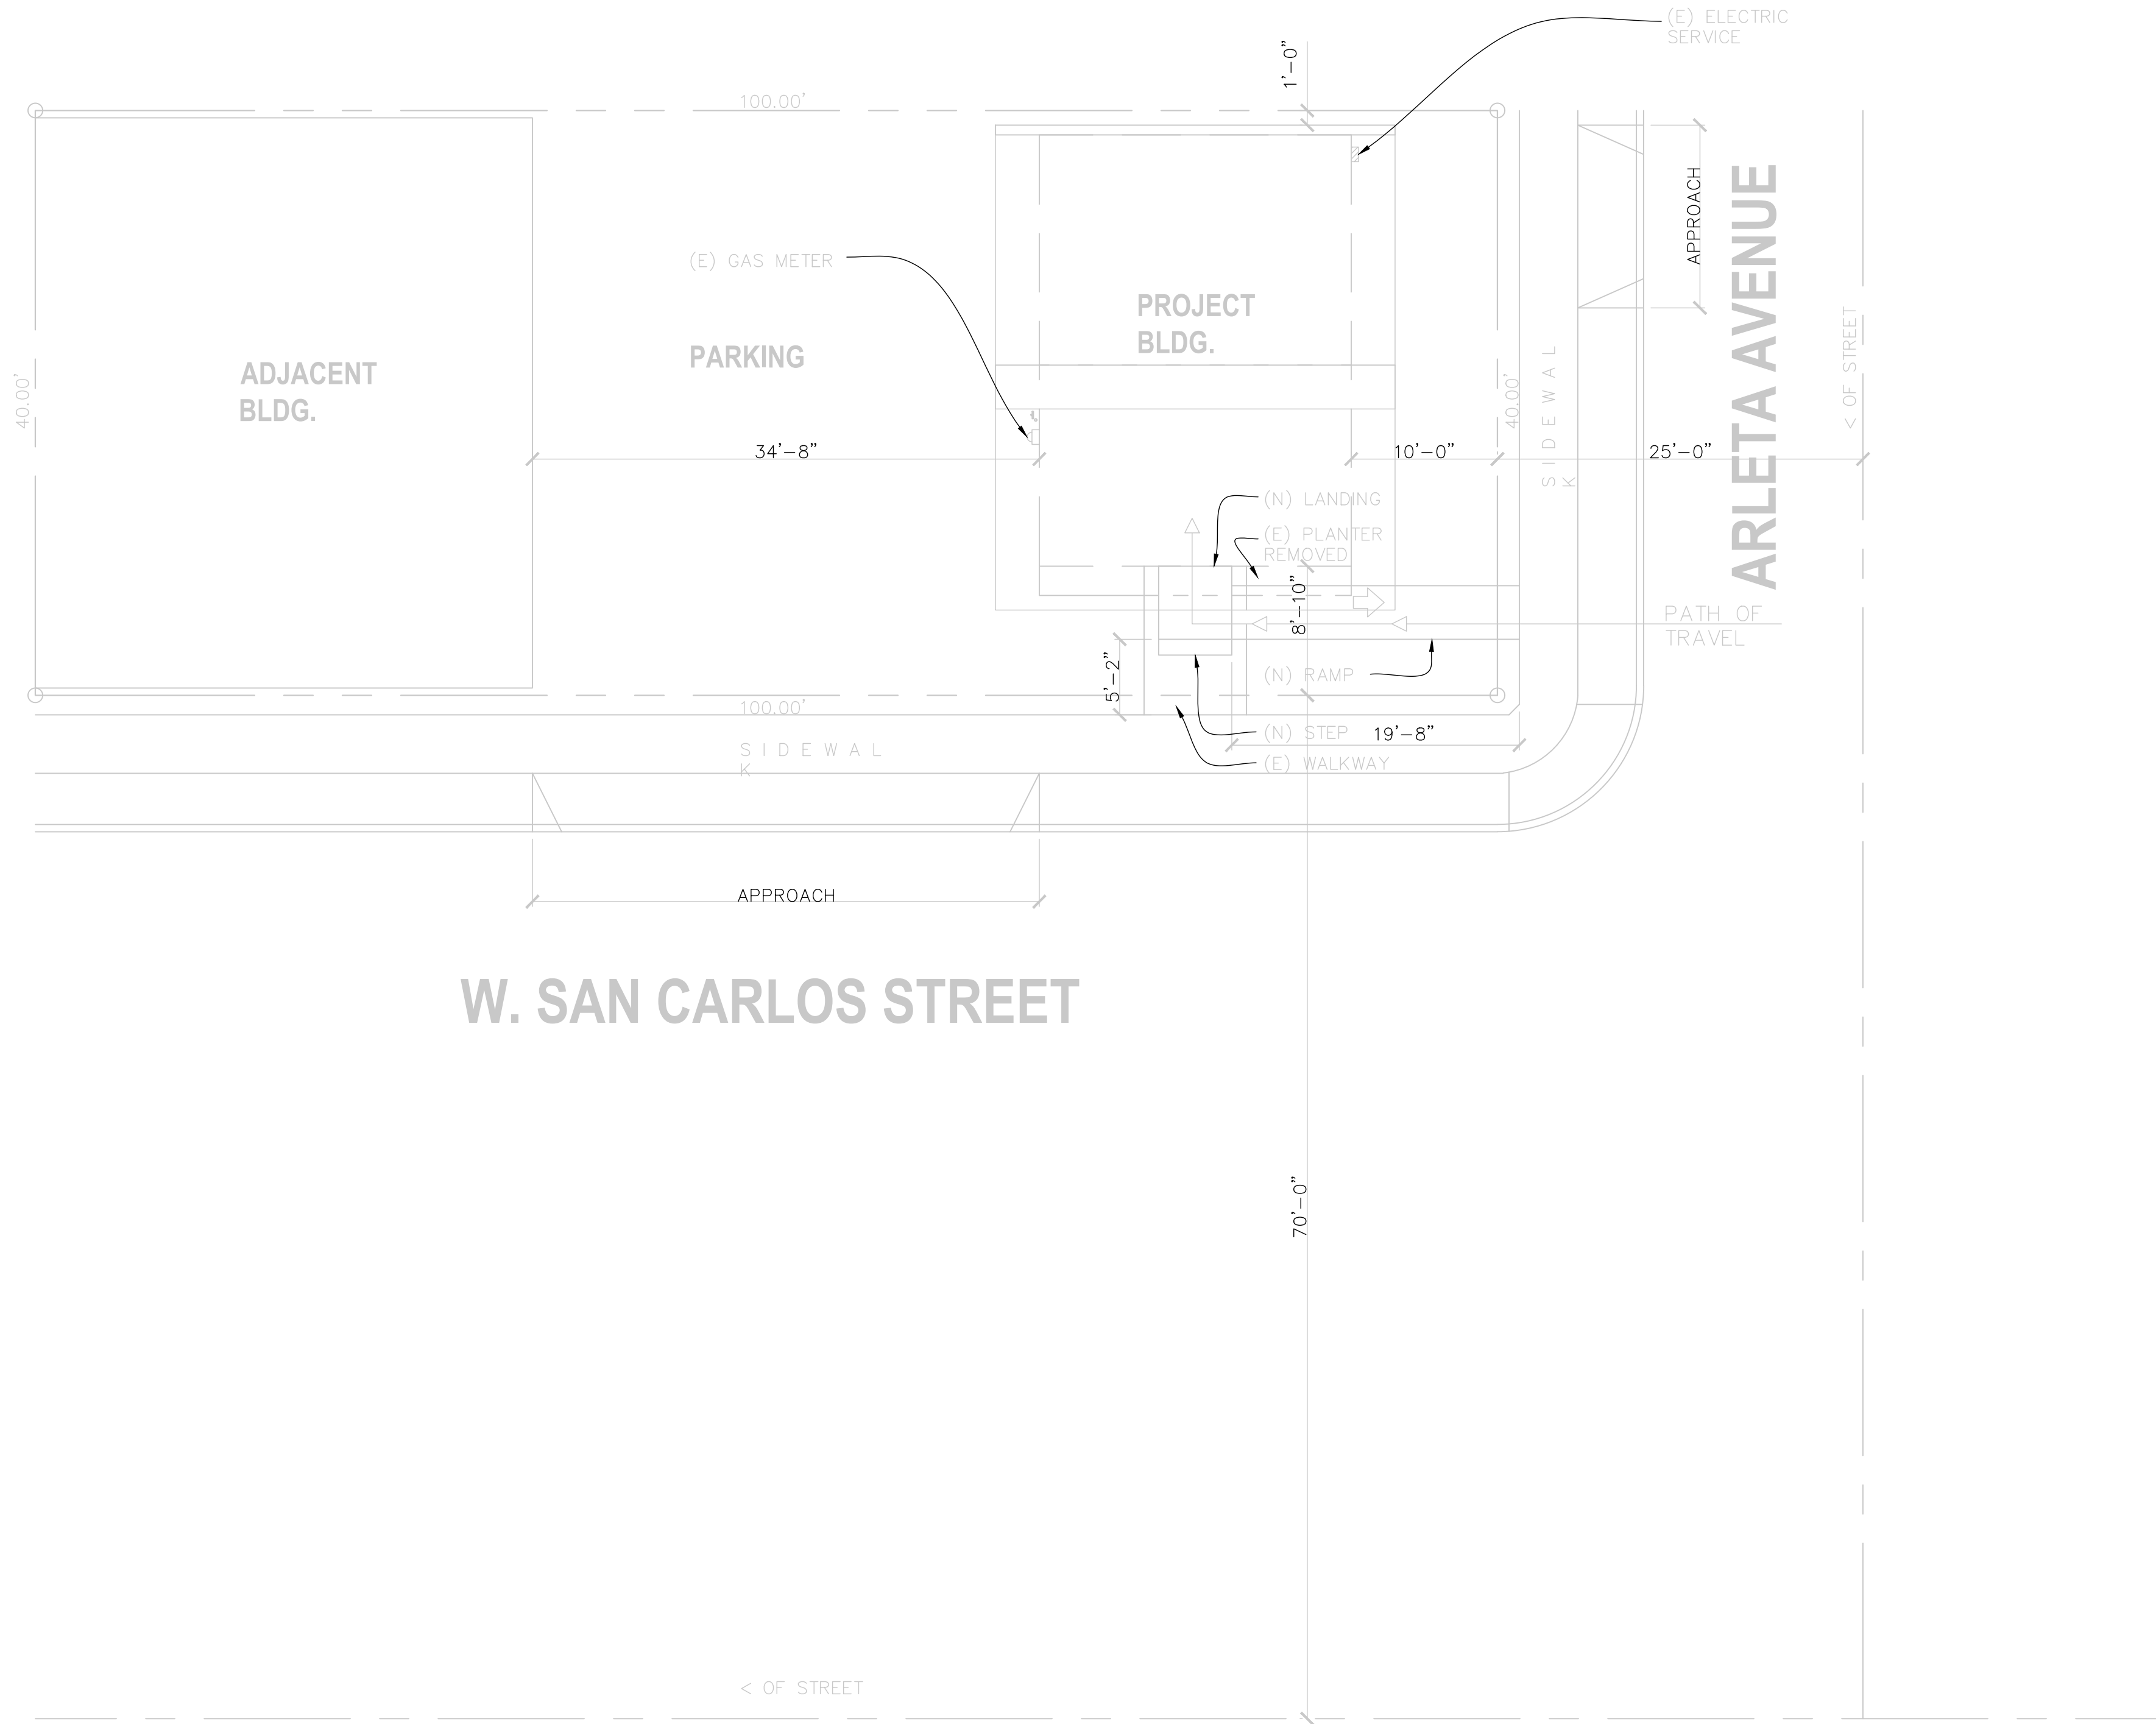 (E) ELECTRIC
SERVICE
1'-0"
100.00'
APPROACH
ARLETA AVENUE
(E) GAS METER
PROJECT
BLDG.
PARKING
ADJACENT
BLDG.
40.00'
40.00'
S I D E W A L
K
< OF STREET
34'-8"
10'-0"
25'-0"
(N) LANDING
(E) PLANTER
REMOVED
8'-10"
PATH OF
TRAVEL
5'-2"
(N) RAMP
100.00'
(N) STEP
19'-8"
(E) WALKWAY
S I D E W A L
K
APPROACH
W. SAN CARLOS STREET
70'-0"
< OF STREET